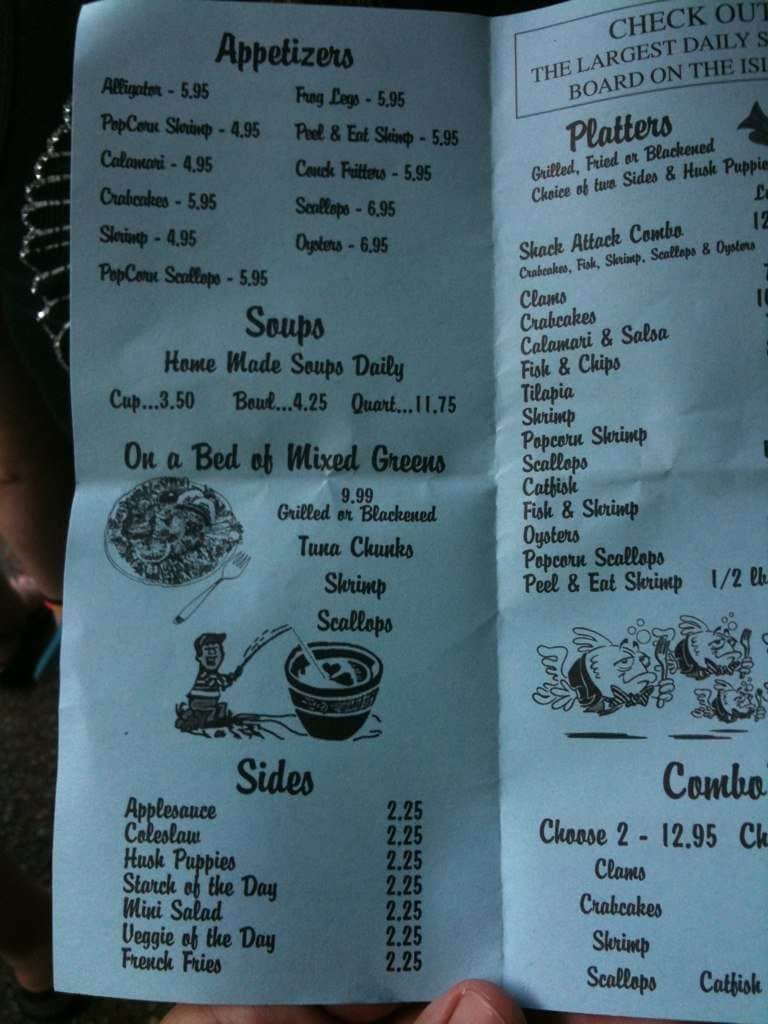 Appetizers
Alligator - 5.95
PopCorn Shrimp - 4.95
Calamari - 4.95
Crabcakes - 5.95
Shrimp - 4.95
PopCorn Scallops - 5.95
Frog Legs - 5.95
Peel & Eat Shimp - 5.95
Conch Fritters - 5.95
Scallops - 6.95
Oysters - 6.95
Soups
Home Made Soups Daily
Cup...3.50 Bowl...4.25 Quart...11.75
On a Bed of Mixed Greens
9.99
Grilled or Blackened
Tuna Chunks
Shrimp
Scallops
Sides
Applesauce 2.25
Coleslaw 2.25
Hush Puppies 2.25
Starch of the Day 2.25
Mini Salad 2.25
Veggie of the Day 2.25
French Fries 2.25
CHECK OUT
THE LARGEST DAILY
BOARD ON THE
Platters
Grilled, Fried or Blackened
Choice of two Sides & Hush
Shack Attack Combo
Crabcakes, Fish, Shrimp, Scallops & Oysters
Clams
Crabcakes
Calamari & Salsa
Fish & Chips
Tilapia
Shrimp
Popcorn Shrimp
Scallops
Catfish
Fish & Shrimp
Oysters
Popcorn Scallops
Peel & Eat Shrimp 1/2 lb
Combo
Choose 2 - 12.95
Clams
Crabcakes
Shrimp
Scallops Catfish